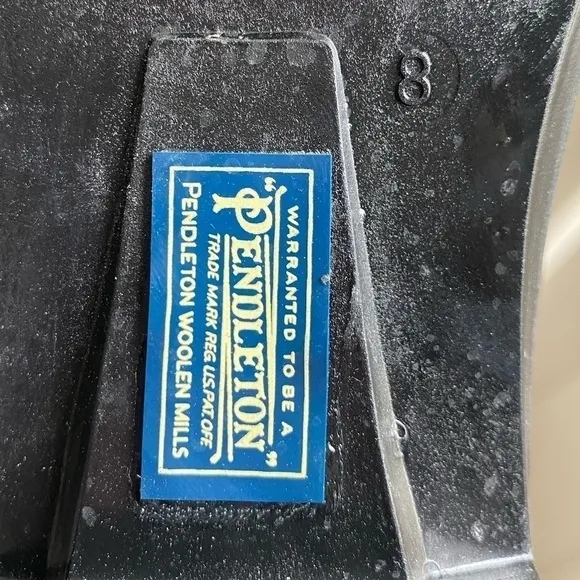 8
WARRANTED TO BE A
"PENDLETON"
TRADE MARK REG. U.S. PAT. OFF.
PENDLETON WOOLEN MILLS